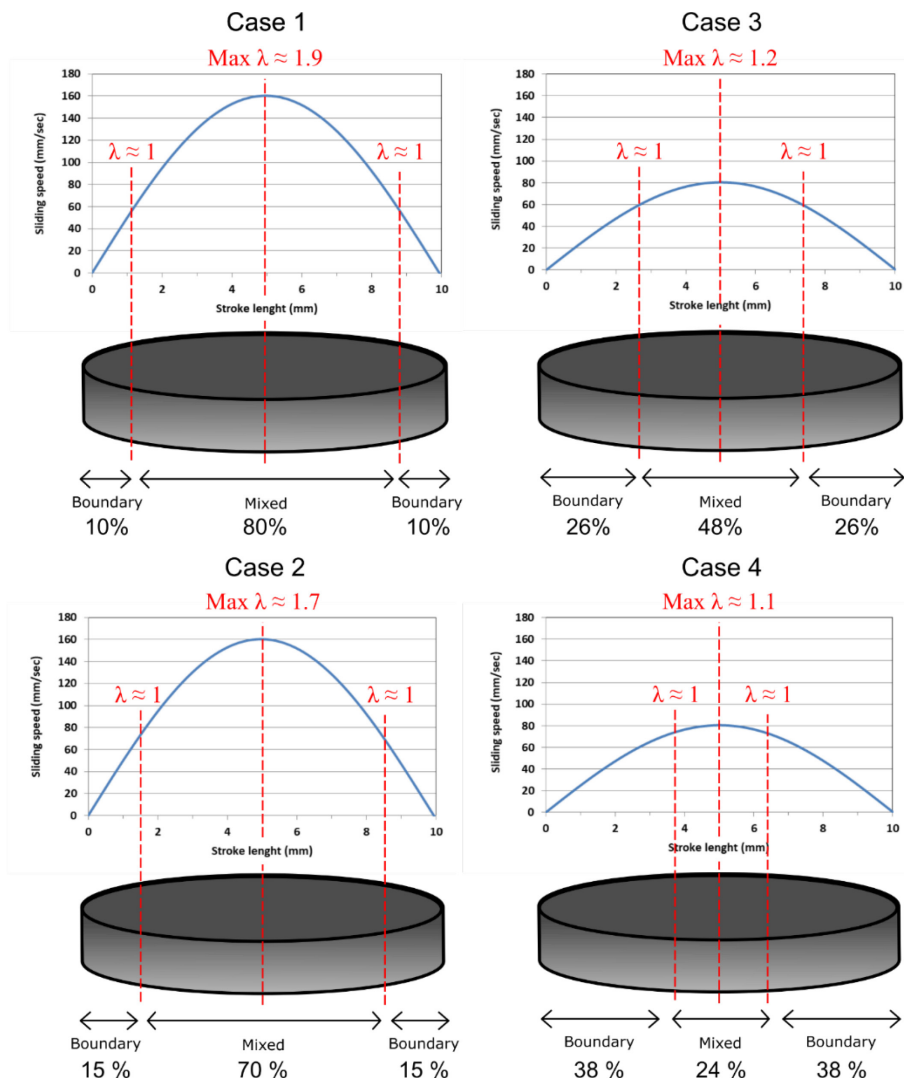 Case 1
Max λ ≈ 1.9
180
160
140
120
100
80
60
40
20
0
Sliding speed (mm/sec)
λ ≈ 1
λ ≈ 1
0 2 4 6 8 10
Stroke lenght (mm)
Boundary Mixed Boundary
10% 80% 10%
Case 3
Max λ ≈ 1.2
180
160
140
120
100
80
60
40
20
0
Sliding speed (mm/sec)
λ ≈ 1
λ ≈ 1
0 2 4 6 8 10
Stroke lenght (mm)
Boundary Mixed Boundary
26% 48% 26%
Case 2
Max λ ≈ 1.7
180
160
140
120
100
80
60
40
20
0
Sliding speed (mm/sec)
λ ≈ 1
λ ≈ 1
0 2 4 6 8 10
Stroke lenght (mm)
Boundary Mixed Boundary
15 % 70 % 15 %
Case 4
Max λ ≈ 1.1
180
160
140
120
100
80
60
40
20
0
Sliding speed (mm/sec)
λ ≈ 1
λ ≈ 1
0 2 4 6 8 10
Stroke lenght (mm)
Boundary Mixed Boundary
38 % 24 % 38 %